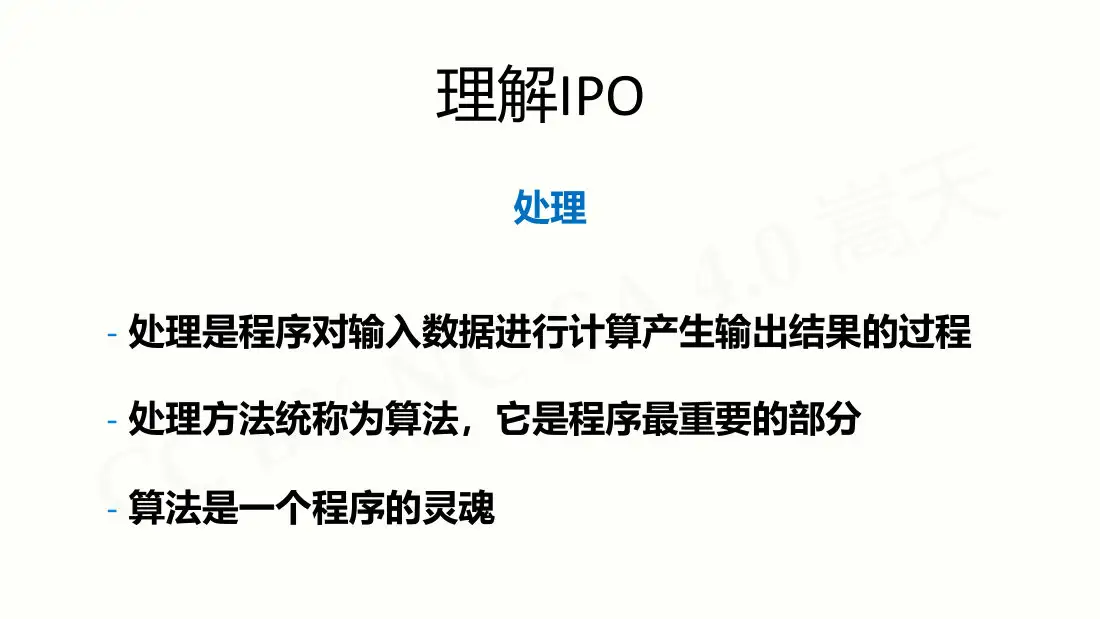 理解IPO
处理
- 处理是程序对输入数据进行计算产生输出结果的过程
- 处理方法统称为算法，它是程序最重要的部分
- 算法是一个程序的灵魂
CC BY NC SA 4.0 嵩天